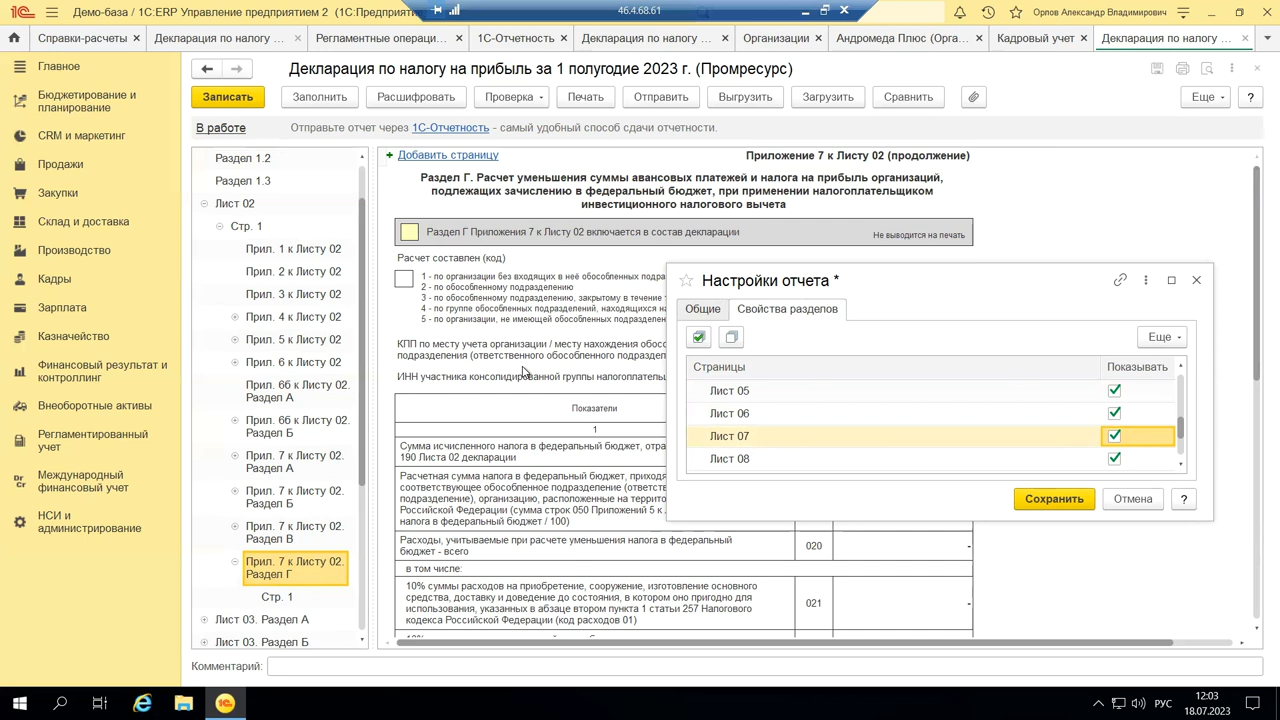 Демо-база / 1С:ERP Управление предприятием 2 (1С:Предприятие
46.4.68.61
Орлов Александр Владимирович
Справки-расчеты
Декларация по налогу ...
Регламентные операци...
1С-Отчетность
Декларация по налогу ...
Организации
Андромеда Плюс (Орга...
Кадровый учет
Декларация по налогу ...
Главное
Бюджетирование и
планирование
CRM и маркетинг
Продажи
Закупки
Склад и доставка
Производство
Кадры
Зарплата
Казначейство
Финансовый результат и
контроллинг
Внеоборотные активы
Регламентированный
учет
Международный
финансовый учет
НСИ и
администрирование
Декларация по налогу на прибыль за 1 полугодие 2023 г. (Промресурс)
Записать
Заполнить
Расшифровать
Проверка
Печать
Отправить
Выгрузить
Загрузить
Сравнить
Еще
?
В работе
Отправьте отчет через 1С-Отчетность - самый удобный способ сдачи отчетности.
Раздел 1.2
Раздел 1.3
Лист 02
Стр. 1
Прил. 1 к Листу 02
Прил. 2 к Листу 02
Прил. 3 к Листу 02
Прил. 4 к Листу 02
Прил. 5 к Листу 02
Прил. 6 к Листу 02
Прил. 6б к Листу 02.
Раздел А
Прил. 6б к Листу 02.
Раздел Б
Прил. 7 к Листу 02.
Раздел А
Прил. 7 к Листу 02.
Раздел Б
Прил. 7 к Листу 02.
Раздел В
Прил. 7 к Листу 02.
Раздел Г
Стр. 1
Лист 03. Раздел А
Лист 03. Раздел Б
Добавить страницу
Приложение 7 к Листу 02 (продолжение)
Раздел Г. Расчет уменьшения суммы авансовых платежей и налога на прибыль организаций,
подлежащих зачислению в федеральный бюджет, при применении налогоплательщиком
инвестиционного налогового вычета
Раздел Г Приложения 7 к Листу 02 включается в состав декларации
Не выводится на печать
Расчет составлен (код)
1 - по организации без входящих в неё обособленных подра
2 - по обособленному подразделению
3 - по обособленному подразделению, закрытому в течение
4 - по группе обособленных подразделений, находящихся н
5 - по организации, не имеющей обособленных подразделен
КПП по месту учета организации / месту нахождения обосо
подразделения (ответственного обособленного подраздел
ИНН участника консолидированной группы налогоплатель
Показатели
1
Сумма исчисленного налога в федеральный бюджет, отра
190 Листа 02 декларации
Расчетная сумма налога в федеральный бюджет, приходя
соответствующее обособленное подразделение (ответств
подразделение), организацию, расположенные на территор
Российской Федерации (сумма строк 050 Приложений 5 к
налога в федеральный бюджет / 100)
Расходы, учитываемые при расчете уменьшения налога в федеральный
бюджет - всего
020
-
в том числе:
10% суммы расходов на приобретение, сооружение, изготовление основного
средства, доставку и доведение до состояния, в котором оно пригодно для
использования, указанных в абзаце втором пункта 1 статьи 257 Налогового
кодекса Российской Федерации (код расходов 01)
021
-
Настройки отчета *
Общие
Свойства разделов
Еще
Страницы
Показывать
Лист 05
Лист 06
Лист 07
Лист 08
Сохранить
Отмена
?
Комментарий:
РУС
12:03
18.07.2023